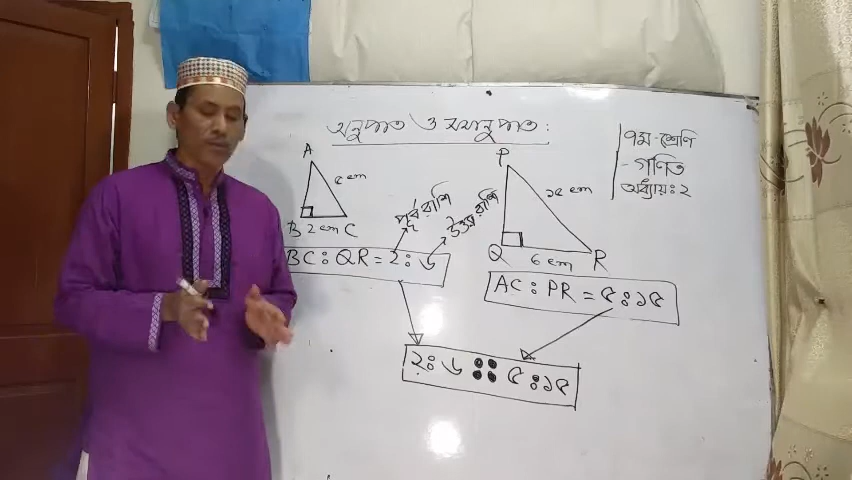 অনুপাত ও সমানুপাত:
৭ম-শ্রেণি
- গণিত
অধ্যায়ঃ ২
A
৫ cm
B 2 cm C
পূর্ব রাশি
উত্তর রাশি
BC : QR = ২ : ৬
P
১৫ cm
Q
6 cm
R
AC : PR = ৫ : ১৫
২ : ৬ :: ৫ : ১৫